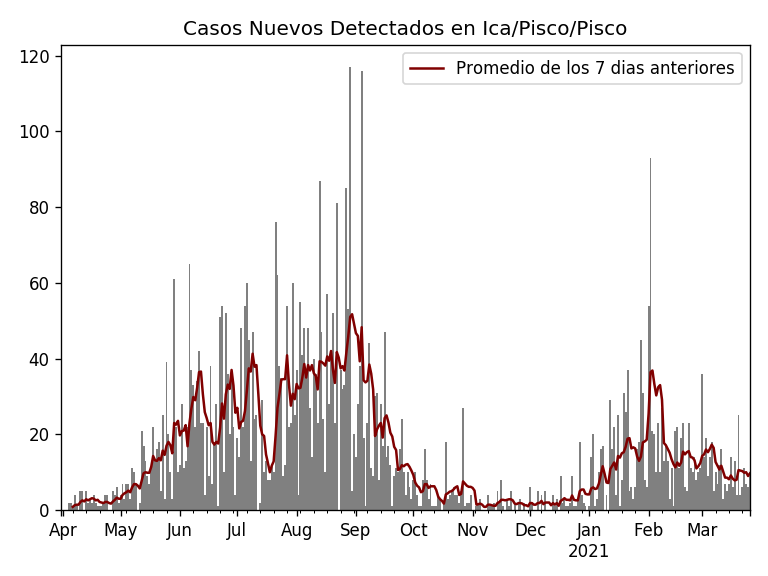 Casos Nuevos Detectados en Ica/Pisco/Pisco
Promedio de los 7 dias anteriores
120
100
80
60
40
20
0
Apr May Jun Jul Aug Sep Oct Nov Dec Jan Feb Mar
2021